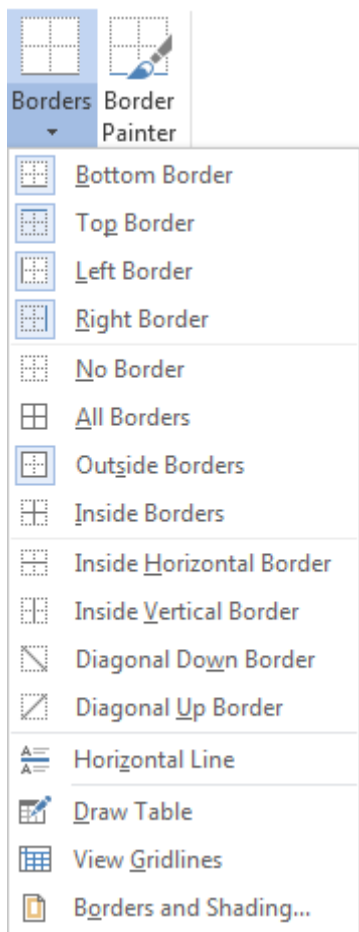 Borders Border
Painter
Bottom Border
Top Border
Left Border
Right Border
No Border
All Borders
Outside Borders
Inside Borders
Inside Horizontal Border
Inside Vertical Border
Diagonal Down Border
Diagonal Up Border
Horizontal Line
Draw Table
View Gridlines
Borders and Shading...